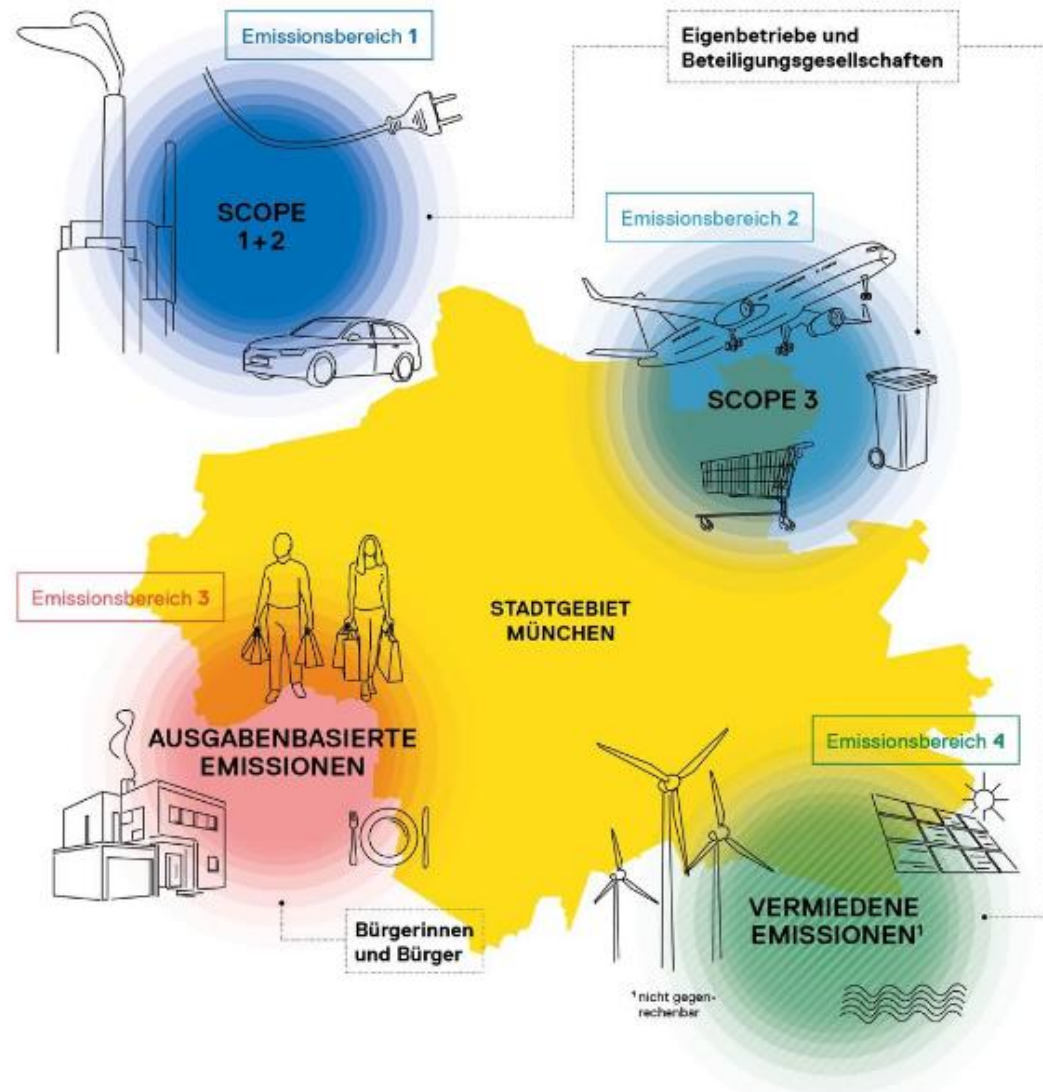 Emissionsbereich 1
Eigenbetriebe und
Beteiligungsgesellschaften
SCOPE
1+2
Emissionsbereich 2
SCOPE 3
Emissionsbereich 3
STADTGEBIET
MÜNCHEN
AUSGABENBASIERTE
EMISSIONEN
Emissionsbereich 4
Bürgerinnen
und Bürger
VERMIEDENE
EMISSIONEN¹
¹ nicht gegen-
rechenbar